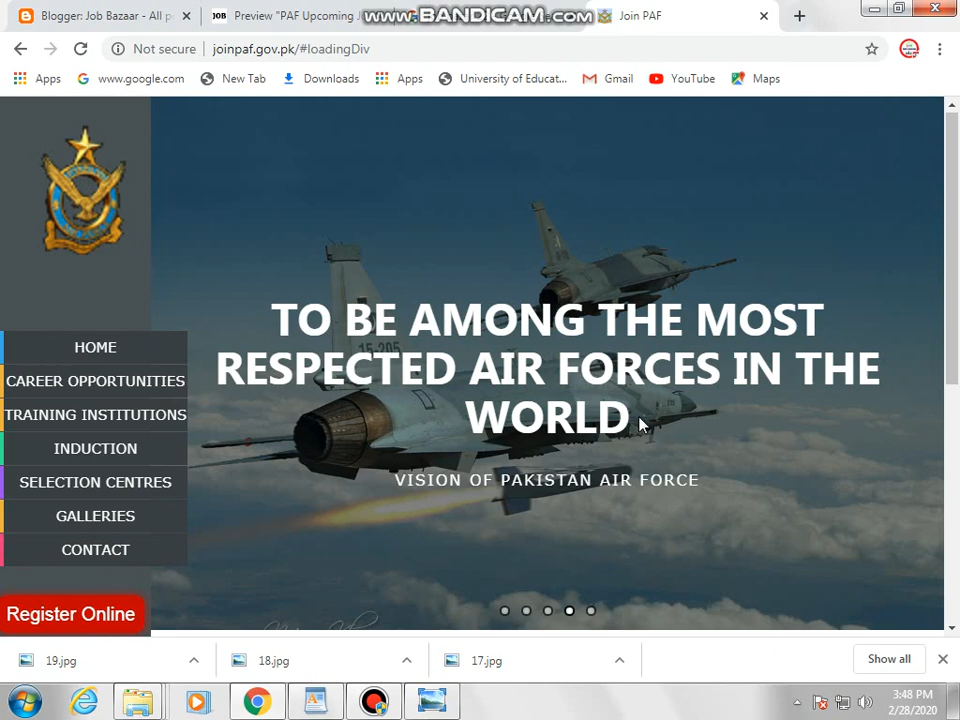 Blogger: Job Bazaar - All p
JOB
Preview "PAF Upcoming J
www.BANDICAM.com
Join PAF
Not secure
joinpaf.gov.pk/#loadingDiv
Apps
www.google.com
New Tab
Downloads
Apps
University of Educat...
Gmail
YouTube
Maps
HOME
CAREER OPPORTUNITIES
TRAINING INSTITUTIONS
INDUCTION
SELECTION CENTRES
GALLERIES
CONTACT
Register Online
15-205
TO BE AMONG THE MOST
RESPECTED AIR FORCES IN THE
WORLD
VISION OF PAKISTAN AIR FORCE
19.jpg
18.jpg
17.jpg
Show all
3:48 PM
2/28/2020